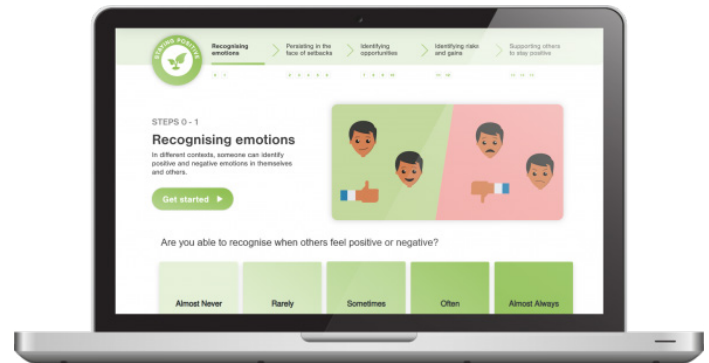 STAYING POSITIVE
Recognising
emotions
Persisting in the
face of setbacks
Identifying
opportunities
Identifying risks
and gains
Supporting others
to stay positive
STEPS 0 - 1
Recognising emotions
In different contexts, someone can identify
positive and negative emotions in themselves
and others.
Get started
Are you able to recognise when others feel positive or negative?
Almost Never
Rarely
Sometimes
Often
Almost Always